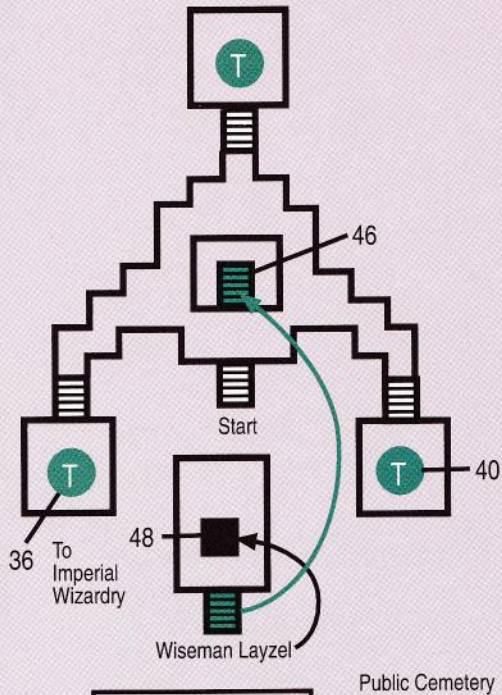 T
46
Start
T
T
40
36
To
Imperial
Wizardry
48
Wiseman Layzel
Public Cemetery